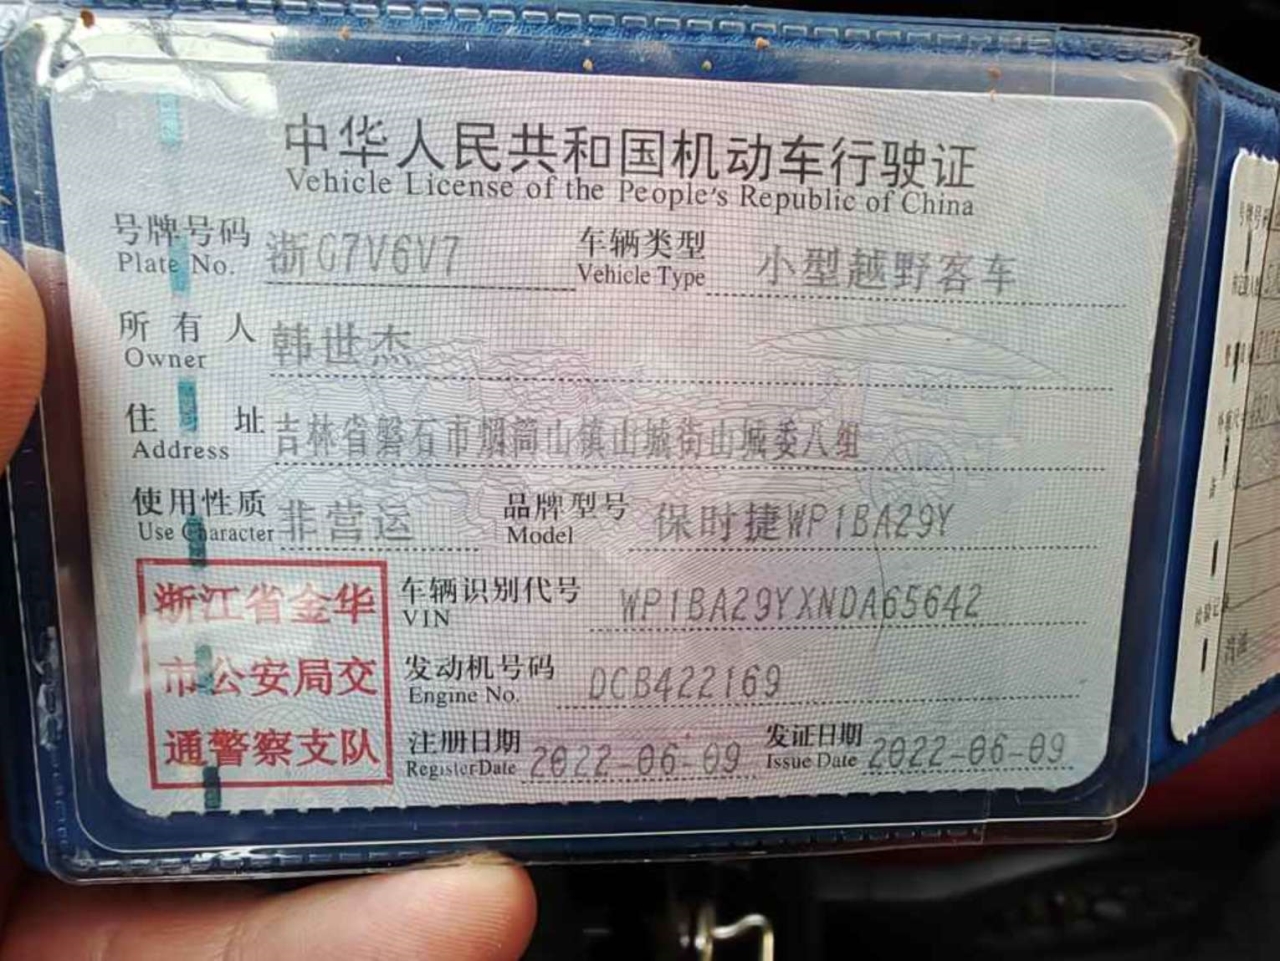 中华人民共和国机动车行驶证
Vehicle License of the People's Republic of China
号牌号码 浙G7V6V7 车辆类型 小型越野客车
Plate No. Vehicle Type
所有人 韩世杰
Owner
住址 吉林省磐石市烟筒山镇山城街山城委八组
Address
使用性质 非营运 品牌型号 保时捷WP1BA29Y
Use Character Model
浙江省金华
市公安局交
通警察支队
车辆识别代号 WP1BA29YXNDA65642
VIN
发动机号码 DCB422169
Engine No.
注册日期 2022-06-09 发证日期 2022-06-09
Register Date Issue Date
号牌号码